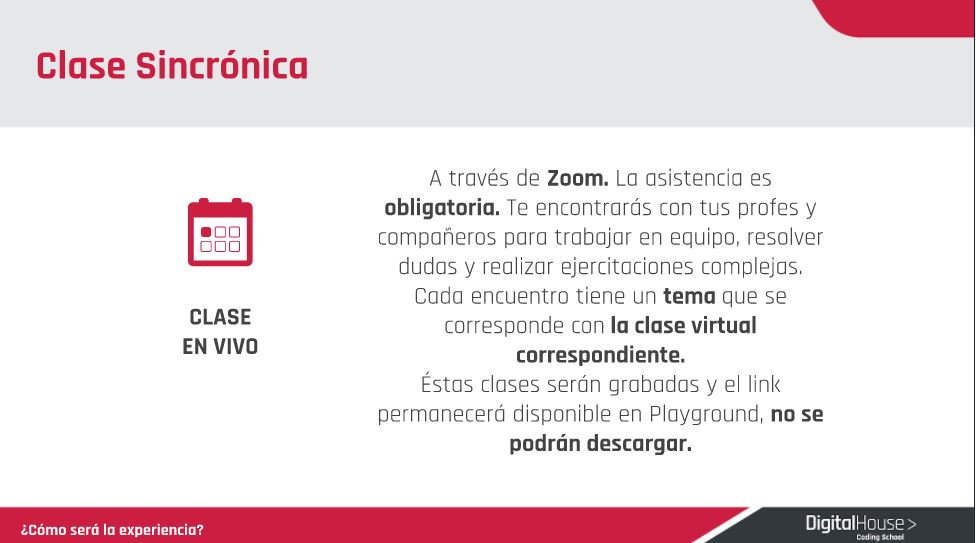 Clase Sincrónica
CLASE
EN VIVO
A través de Zoom. La asistencia es
obligatoria. Te encontrarás con tus profes y
compañeros para trabajar en equipo, resolver
dudas y realizar ejercitaciones complejas.
Cada encuentro tiene un tema que se
corresponde con la clase virtual
correspondiente.
Éstas clases serán grabadas y el link
permanecerá disponible en Playground, no se
podrán descargar.
¿Cómo será la experiencia?
DigitalHouse>
Coding School